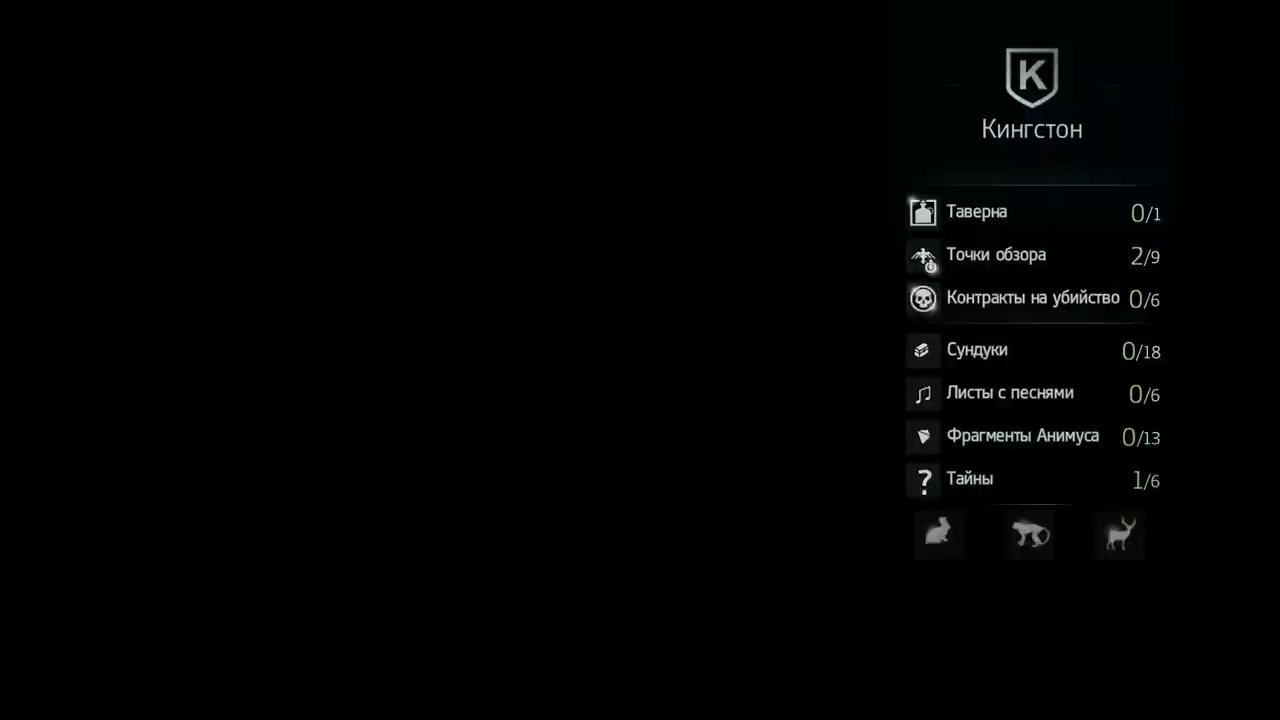 K
Кингстон
Таверна 0/1
Точки обзора 2/9
Контракты на убийство 0/6
Сундуки 0/18
Листы с песнями 0/6
Фрагменты Анимуса 0/13
? Тайны 1/6